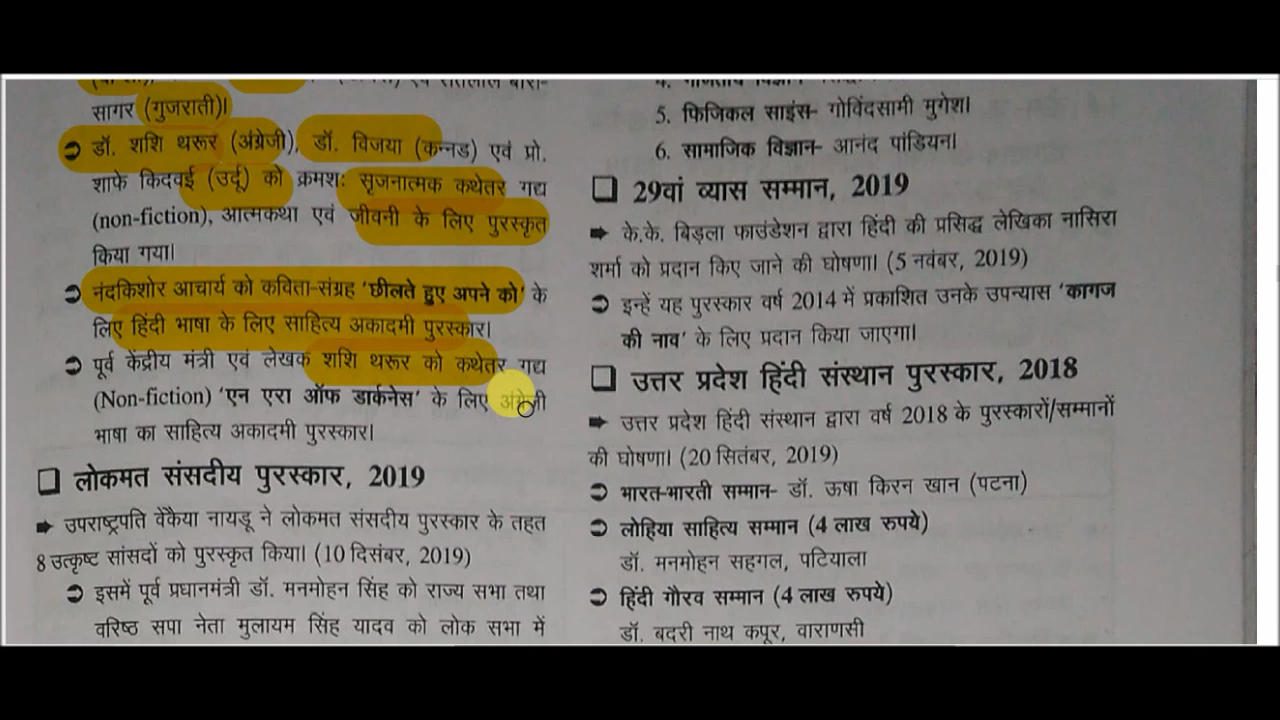 सागर (गुजराती)।
➲ डॉ. शशि थरूर (अंग्रेजी), डॉ. विजया (कन्नड) एवं प्रो.
शाफे किदवई (उर्दू) को क्रमशः सृजनात्मक कथेतर गद्य
(non-fiction), आत्मकथा एवं जीवनी के लिए पुरस्कृत
किया गया।
➲ नंदकिशोर आचार्य को कविता-संग्रह 'छीलते हुए अपने को' के
लिए हिंदी भाषा के लिए साहित्य अकादमी पुरस्कार।
➲ पूर्व केंद्रीय मंत्री एवं लेखक शशि थरूर को कथेतर गद्य
(Non-fiction) 'एन एरा ऑफ डार्कनेस' के लिए अंग्रेजी
भाषा का साहित्य अकादमी पुरस्कार।
❑ लोकमत संसदीय पुरस्कार, 2019
➡ उपराष्ट्रपति वेंकैया नायडू ने लोकमत संसदीय पुरस्कार के तहत
8 उत्कृष्ट सांसदों को पुरस्कृत किया। (10 दिसंबर, 2019)
➲ इसमें पूर्व प्रधानमंत्री डॉ. मनमोहन सिंह को राज्य सभा तथा
वरिष्ठ सपा नेता मुलायम सिंह यादव को लोक सभा में
5. फिजिकल साइंस- गोविंदसामी मुगेश।
6. सामाजिक विज्ञान- आनंद पांडियन।
❑ 29वां व्यास सम्मान, 2019
➡ के.के. बिड़ला फाउंडेशन द्वारा हिंदी की प्रसिद्ध लेखिका नासिरा
शर्मा को प्रदान किए जाने की घोषणा। (5 नवंबर, 2019)
➲ इन्हें यह पुरस्कार वर्ष 2014 में प्रकाशित उनके उपन्यास 'कागज
की नाव' के लिए प्रदान किया जाएगा।
❑ उत्तर प्रदेश हिंदी संस्थान पुरस्कार, 2018
➡ उत्तर प्रदेश हिंदी संस्थान द्वारा वर्ष 2018 के पुरस्कारों/सम्मानों
की घोषणा। (20 सितंबर, 2019)
➲ भारत-भारती सम्मान- डॉ. ऊषा किरन खान (पटना)
➲ लोहिया साहित्य सम्मान (4 लाख रुपये)
डॉ. मनमोहन सहगल, पटियाला
➲ हिंदी गौरव सम्मान (4 लाख रुपये)
डॉ. बदरी नाथ कपूर, वाराणसी